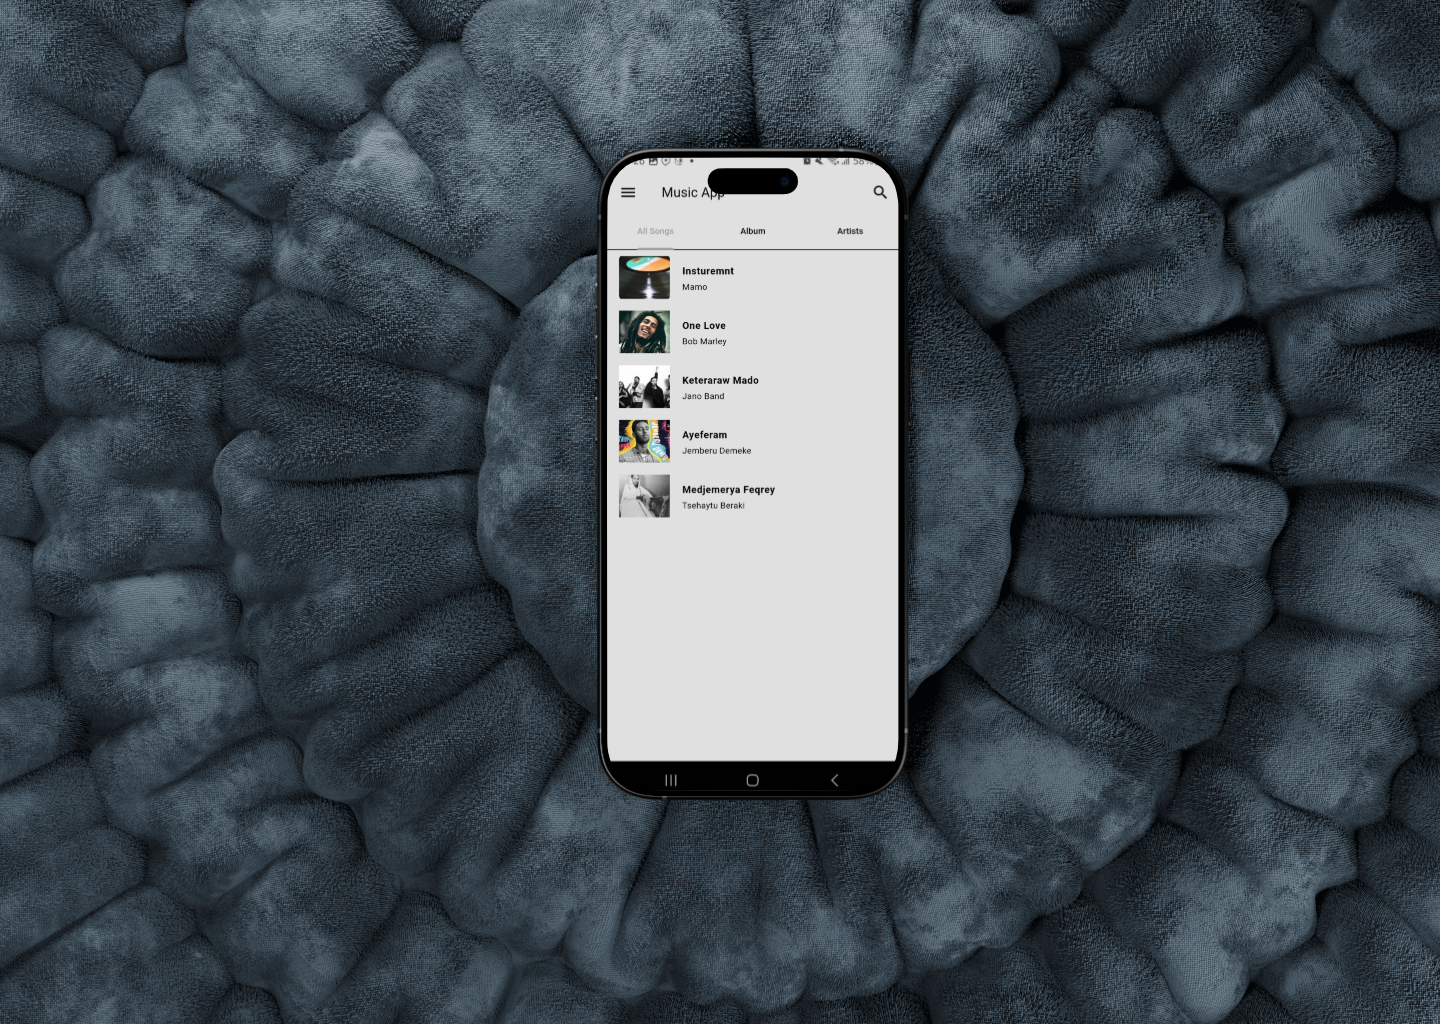 58%
Music App
All Songs Album Artists
Insturemnt
Mamo
One Love
Bob Marley
Keteraraw Mado
Jano Band
Ayeferam
Jemberu Demeke
Medjemerya Feqrey
Tsehaytu Beraki